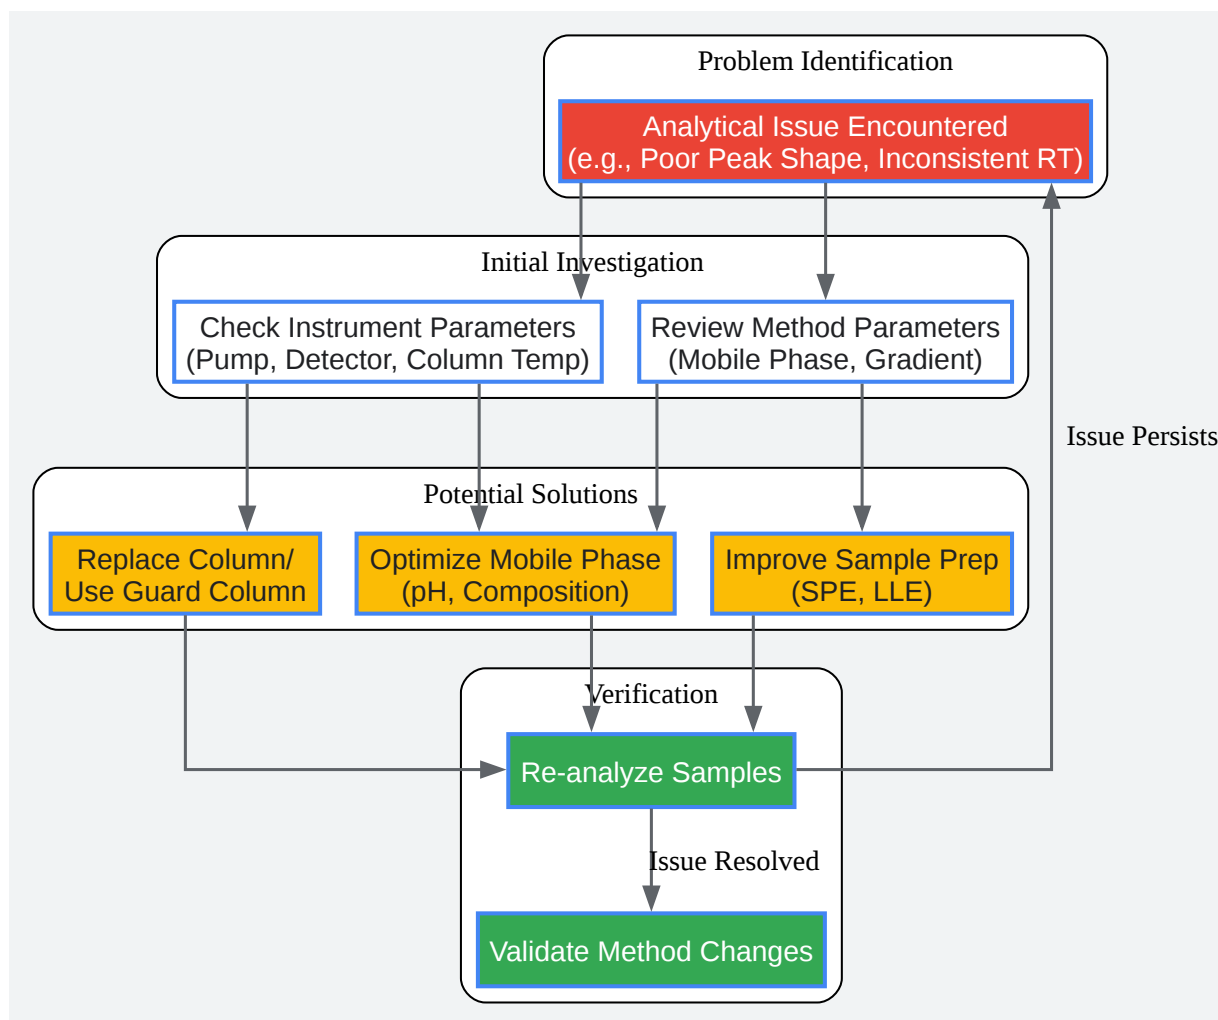 Problem Identification
Analytical Issue Encountered
(e.g., Poor Peak Shape, Inconsistent RT)
Initial Investigation
Check Instrument Parameters
(Pump, Detector, Column Temp)
Review Method Parameters
(Mobile Phase, Gradient)
Issue Persists
Potential Solutions
Replace Column/
Use Guard Column
Optimize Mobile Phase
(pH, Composition)
Improve Sample Prep
(SPE, LLE)
Verification
Re-analyze Samples
Issue Resolved
Validate Method Changes